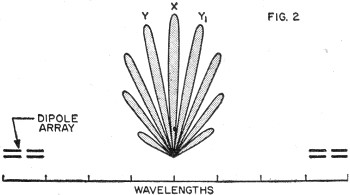 Y X Y₁ FIG. 2
DIPOLE
ARRAY
WAVELENGTHS